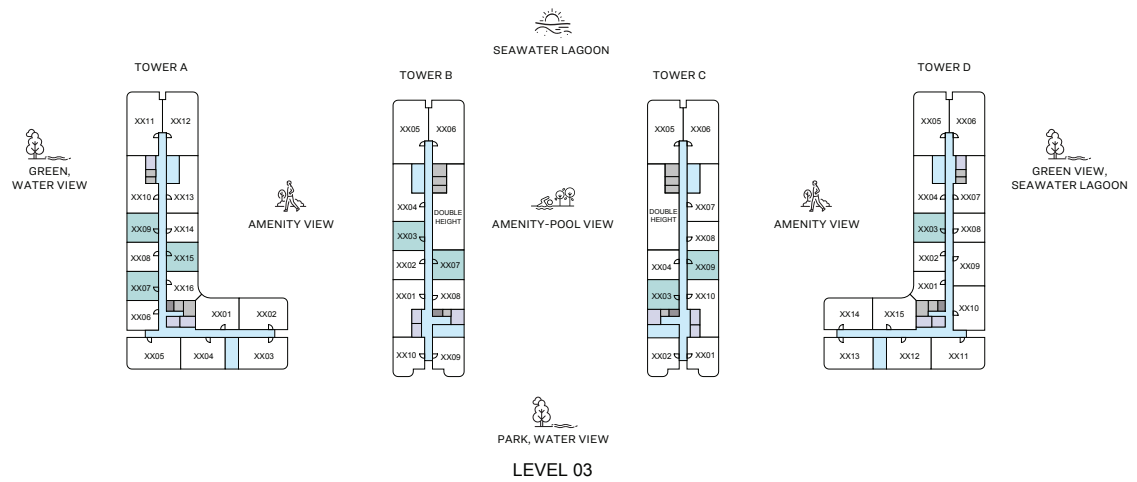 SEAWATER LAGOON
TOWER A
TOWER B
TOWER C
TOWER D
GREEN,
WATER VIEW
XX11
XX12
XX10
XX13
XX09
XX14
XX08
XX15
XX07
XX16
XX06
XX01
XX02
XX05
XX04
XX03
AMENITY VIEW
XX05
XX06
XX04
DOUBLE
HEIGHT
XX03
XX02
XX07
XX01
XX08
XX10
XX09
AMENITY-POOL VIEW
XX05
XX06
DOUBLE
HEIGHT
XX07
XX08
XX04
XX09
XX03
XX10
XX02
XX01
AMENITY VIEW
XX05
XX06
XX04
XX07
XX03
XX08
XX02
XX09
XX01
XX10
XX14
XX15
XX13
XX12
XX11
GREEN VIEW,
SEAWATER LAGOON
PARK, WATER VIEW
LEVEL 03